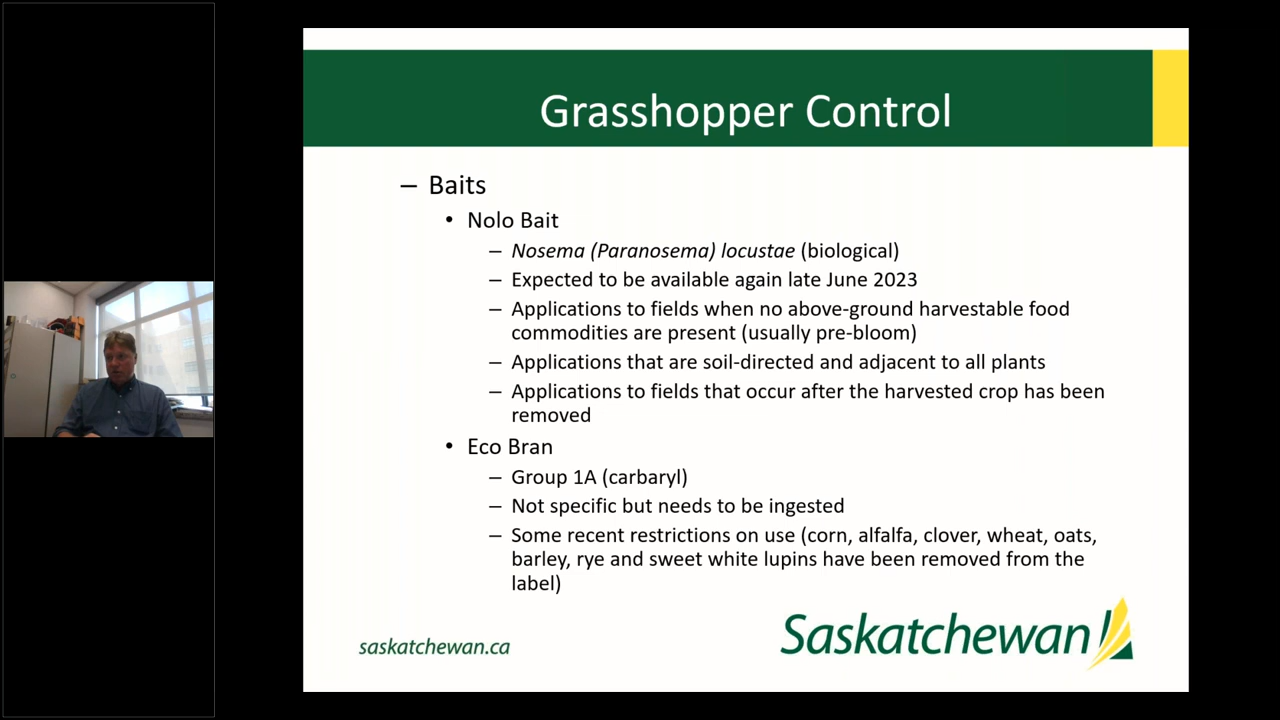 Grasshopper Control
– Baits
• Nolo Bait
– Nosema (Paranosema) locustae (biological)
– Expected to be available again late June 2023
– Applications to fields when no above-ground harvestable food
commodities are present (usually pre-bloom)
– Applications that are soil-directed and adjacent to all plants
– Applications to fields that occur after the harvested crop has been
removed
• Eco Bran
– Group 1A (carbaryl)
– Not specific but needs to be ingested
– Some recent restrictions on use (corn, alfalfa, clover, wheat, oats,
barley, rye and sweet white lupins have been removed from the
label)
saskatchewan.ca
Saskatchewan